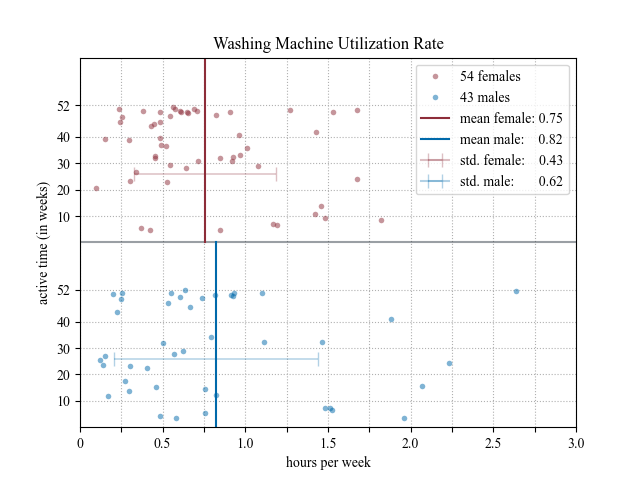 Washing Machine Utilization Rate
54 females
43 males
mean female: 0.75
mean male: 0.82
std. female: 0.43
std. male: 0.62
active time (in weeks)
52
40
30
20
10
52
40
30
20
10
0 0.5 1.0 1.5 2.0 2.5 3.0
hours per week